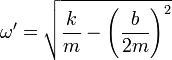 ω′ = √(k/m − (b/2m)²)